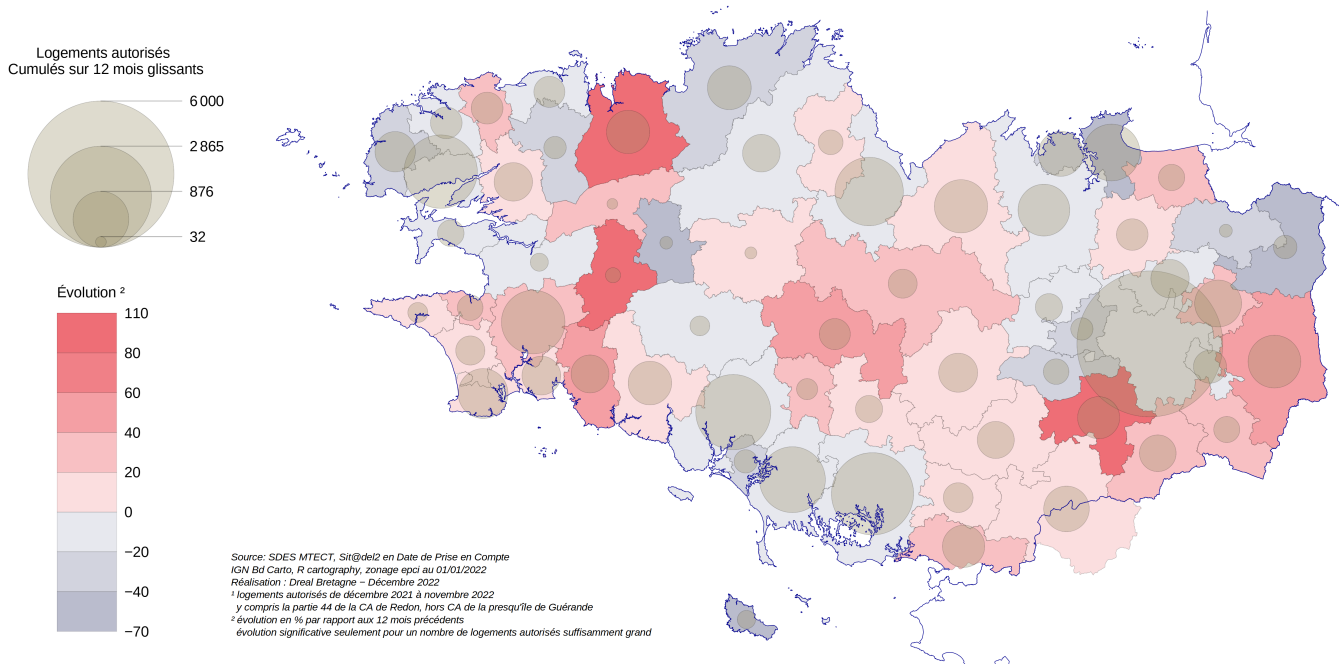 Logements autorisés
Cumulés sur 12 mois glissants
6 000
2 865
876
32
Évolution ²
110
80
60
40
20
0
−20
−40
−70
Source: SDES MTECT, Sit@del2 en Date de Prise en Compte
IGN Bd Carto, R cartography, zonage epci au 01/01/2022
Réalisation : Dreal Bretagne − Décembre 2022
¹ logements autorisés de décembre 2021 à novembre 2022
y compris la partie 44 de la CA de Redon, hors CA de la presqu'île de Guérande
² évolution en % par rapport aux 12 mois précédents
évolution significative seulement pour un nombre de logements autorisés suffisamment grand